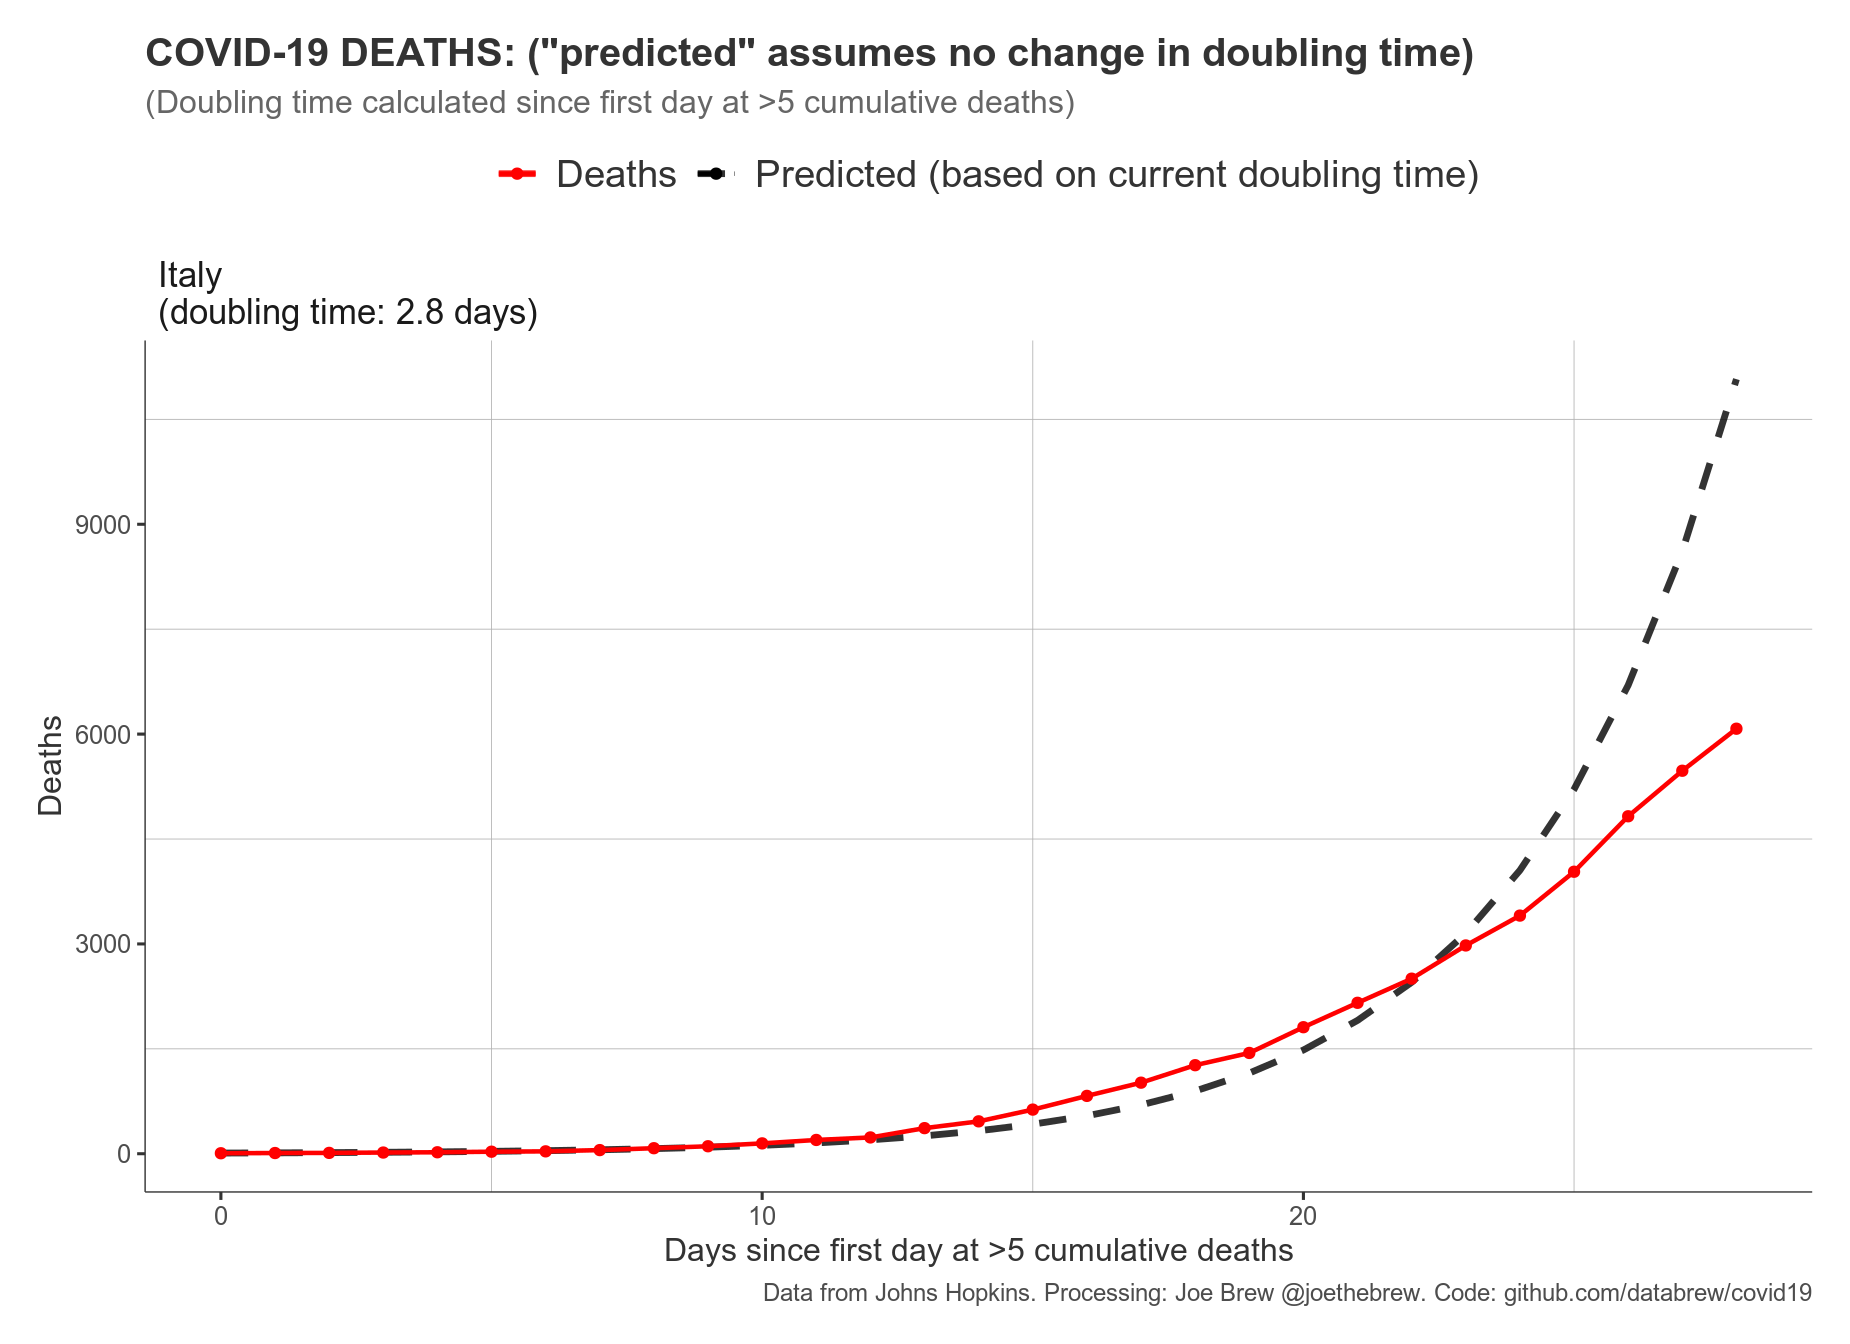 COVID-19 DEATHS: ("predicted" assumes no change in doubling time)
(Doubling time calculated since first day at >5 cumulative deaths)
Deaths
Predicted (based on current doubling time)
Italy
(doubling time: 2.8 days)
Deaths
9000
6000
3000
0
0
10
20
Days since first day at >5 cumulative deaths
Data from Johns Hopkins. Processing: Joe Brew @joethebrew. Code: github.com/databrew/covid19